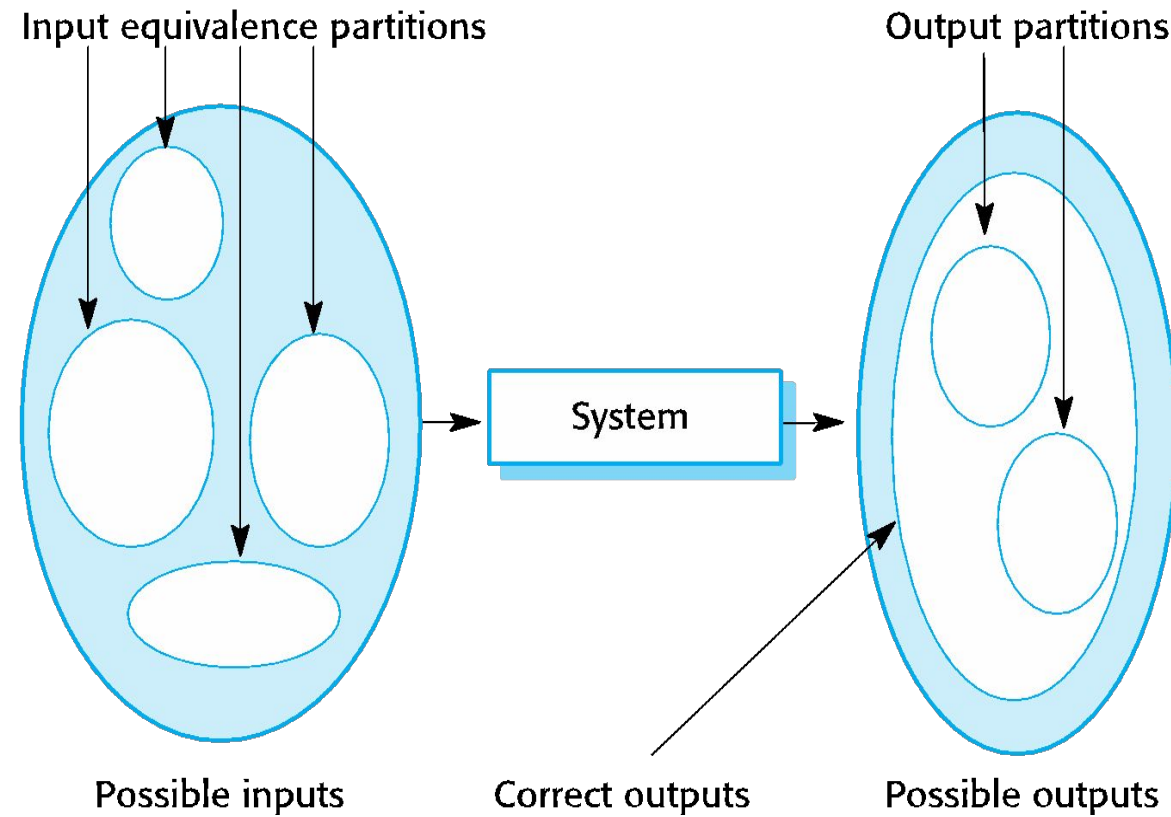 Input equivalence partitions
Output partitions
System
Possible inputs
Correct outputs
Possible outputs